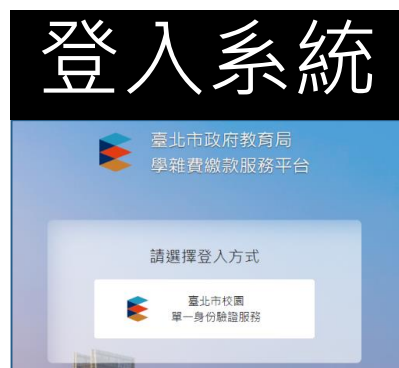 登入系統
臺北市政府教育局
學雜費繳款服務平台
請選擇登入方式
臺北市校園
單一身份驗證服務